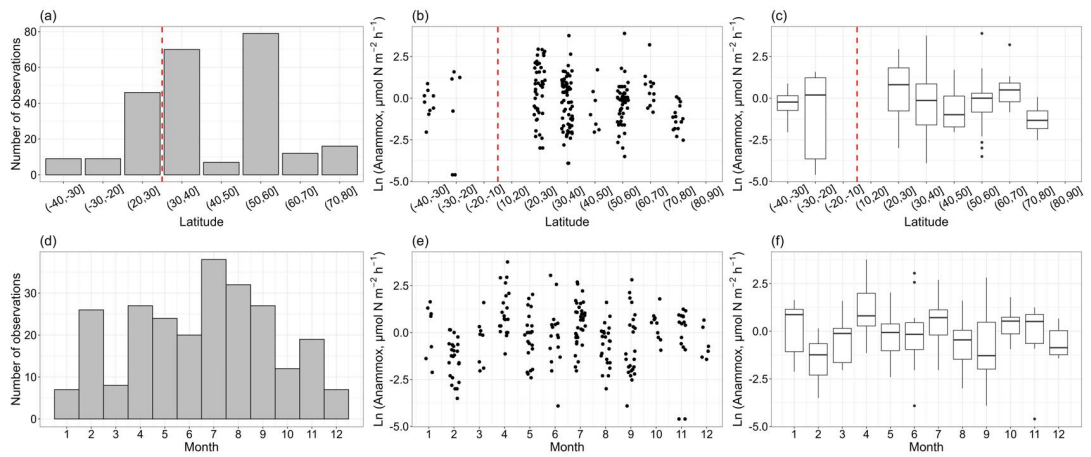 (a)
Number of observations
80
60
40
20
0
(-40,-30]
(-30,-20]
(20,30]
(30,40]
(40,50]
(50,60]
(60,70]
(70,80]
Latitude
(b)
Ln (Anammox, μmol N m⁻² h⁻¹)
2.5
0.0
-2.5
-5.0
(-40,-30]
(-30,-20]
(-20,-10]
(10,20]
(20,30]
(30,40]
(40,50]
(50,60]
(60,70]
(70,80]
(80,90]
Latitude
(c)
Ln (Anammox, μmol N m⁻² h⁻¹)
2.5
0.0
-2.5
-5.0
(-40,-30]
(-30,-20]
(-20,-10]
(10,20]
(20,30]
(30,40]
(40,50]
(50,60]
(60,70]
(70,80]
(80,90]
Latitude
(d)
Number of observations
30
20
10
0
1 2 3 4 5 6 7 8 9 10 11 12
Month
(e)
Ln (Anammox, μmol N m⁻² h⁻¹)
2.5
0.0
-2.5
-5.0
1 2 3 4 5 6 7 8 9 10 11 12
Month
(f)
Ln (Anammox, μmol N m⁻² h⁻¹)
2.5
0.0
-2.5
-5.0
1 2 3 4 5 6 7 8 9 10 11 12
Month